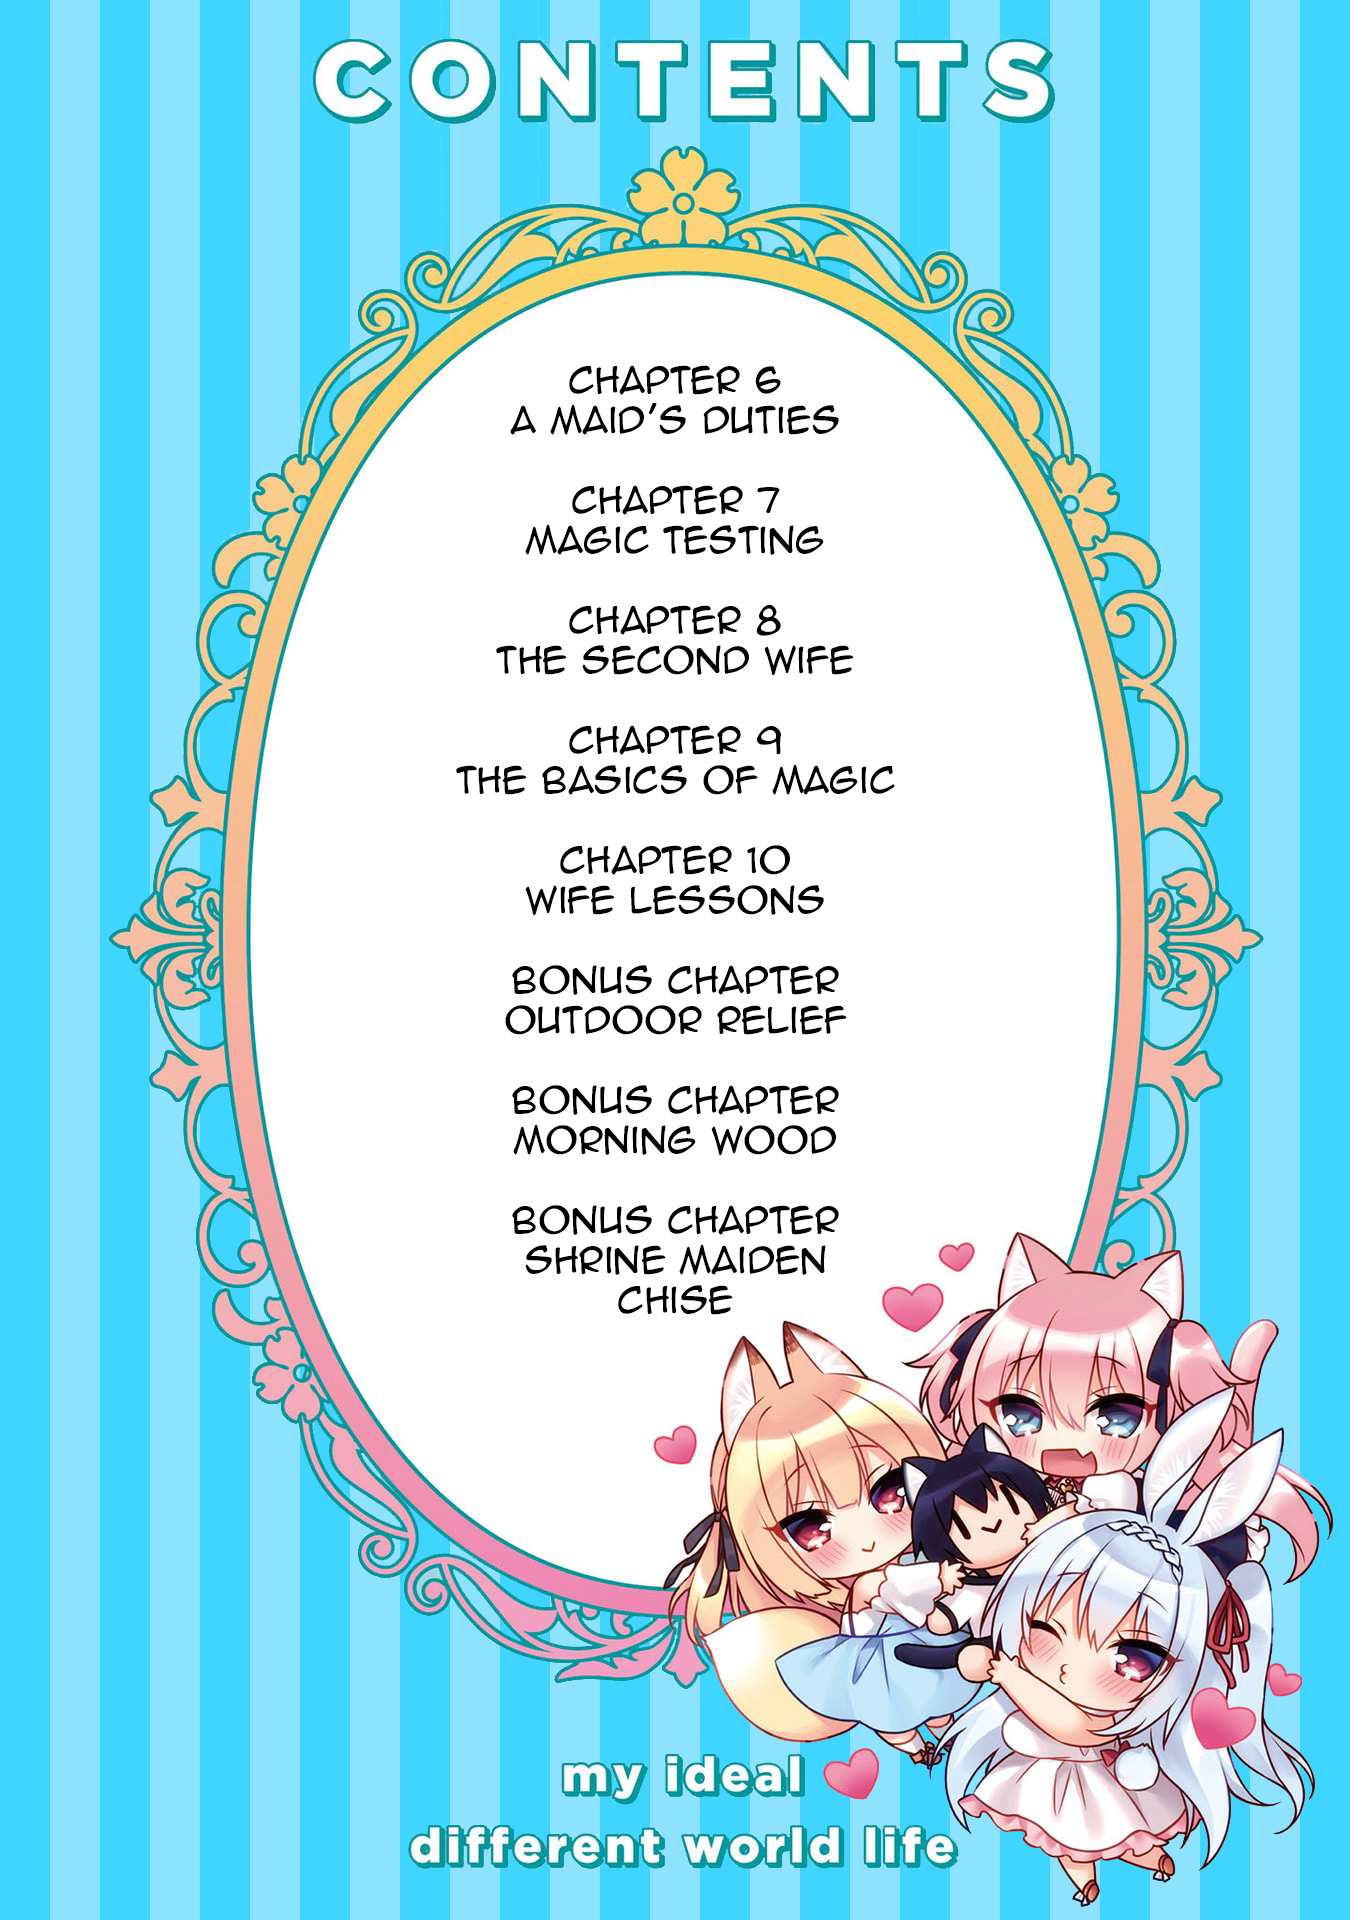 CONTENTS
CHAPTER 6
A MAID'S DUTIES
CHAPTER 7
MAGIC TESTING
CHAPTER 8
THE SECOND WIFE
CHAPTER 9
THE BASICS OF MAGIC
CHAPTER 10
WIFE LESSONS
BONUS CHAPTER
OUTDOOR RELIEF
BONUS CHAPTER
MORNING WOOD
BONUS CHAPTER
SHRINE MAIDEN
CHISE
my ideal
different world life